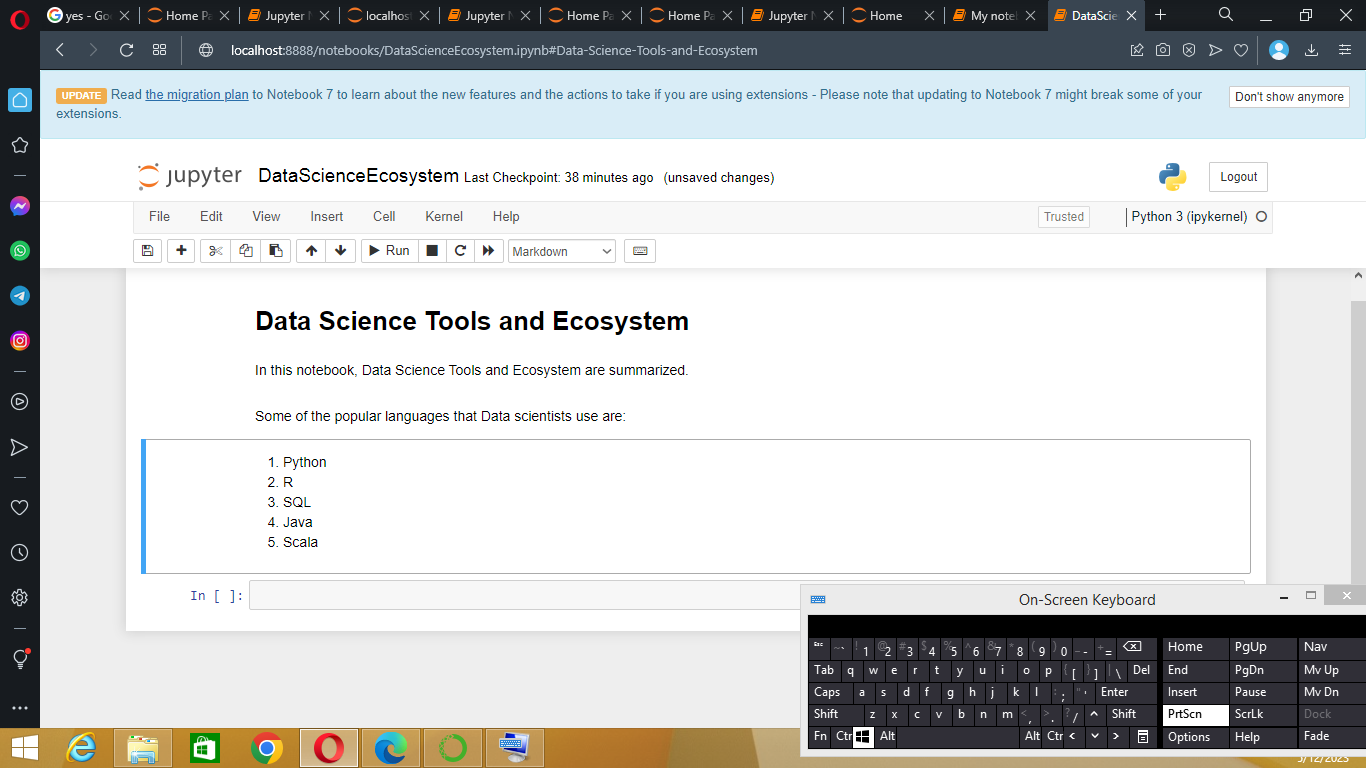 yes - Goo
Home Pa
Jupyter N
localhost
Jupyter N
Home Pa
Home Pa
Jupyter N
Home
My noteb
DataScie
localhost:8888/notebooks/DataScienceEcosystem.ipynb#Data-Science-Tools-and-Ecosystem
UPDATE Read the migration plan to Notebook 7 to learn about the new features and the actions to take if you are using extensions - Please note that updating to Notebook 7 might break some of your
extensions.
Don't show anymore
jupyter DataScienceEcosystem Last Checkpoint: 38 minutes ago (unsaved changes)
Logout
File Edit View Insert Cell Kernel Help
Trusted
Python 3 (ipykernel)
Run
Markdown
Data Science Tools and Ecosystem
In this notebook, Data Science Tools and Ecosystem are summarized.
Some of the popular languages that Data scientists use are:
1. Python
2. R
3. SQL
4. Java
5. Scala
In [ ]:
On-Screen Keyboard
Esc ~ ` ! 1 @ 2 # 3 $ 4 % 5 ^ 6 & 7 * 8 ( 9 ) 0 _ - + = Home PgUp Nav
Tab q w e r t y u i o p { [ } ] | \ Del End PgDn Mv Up
Caps a s d f g h j k l : ; " ' Enter Insert Pause Mv Dn
Shift z x c v b n m < , > . ? / Shift PrtScn ScrLk Dock
Fn Ctr Alt Alt Ctr Options Help Fade
5/12/2023